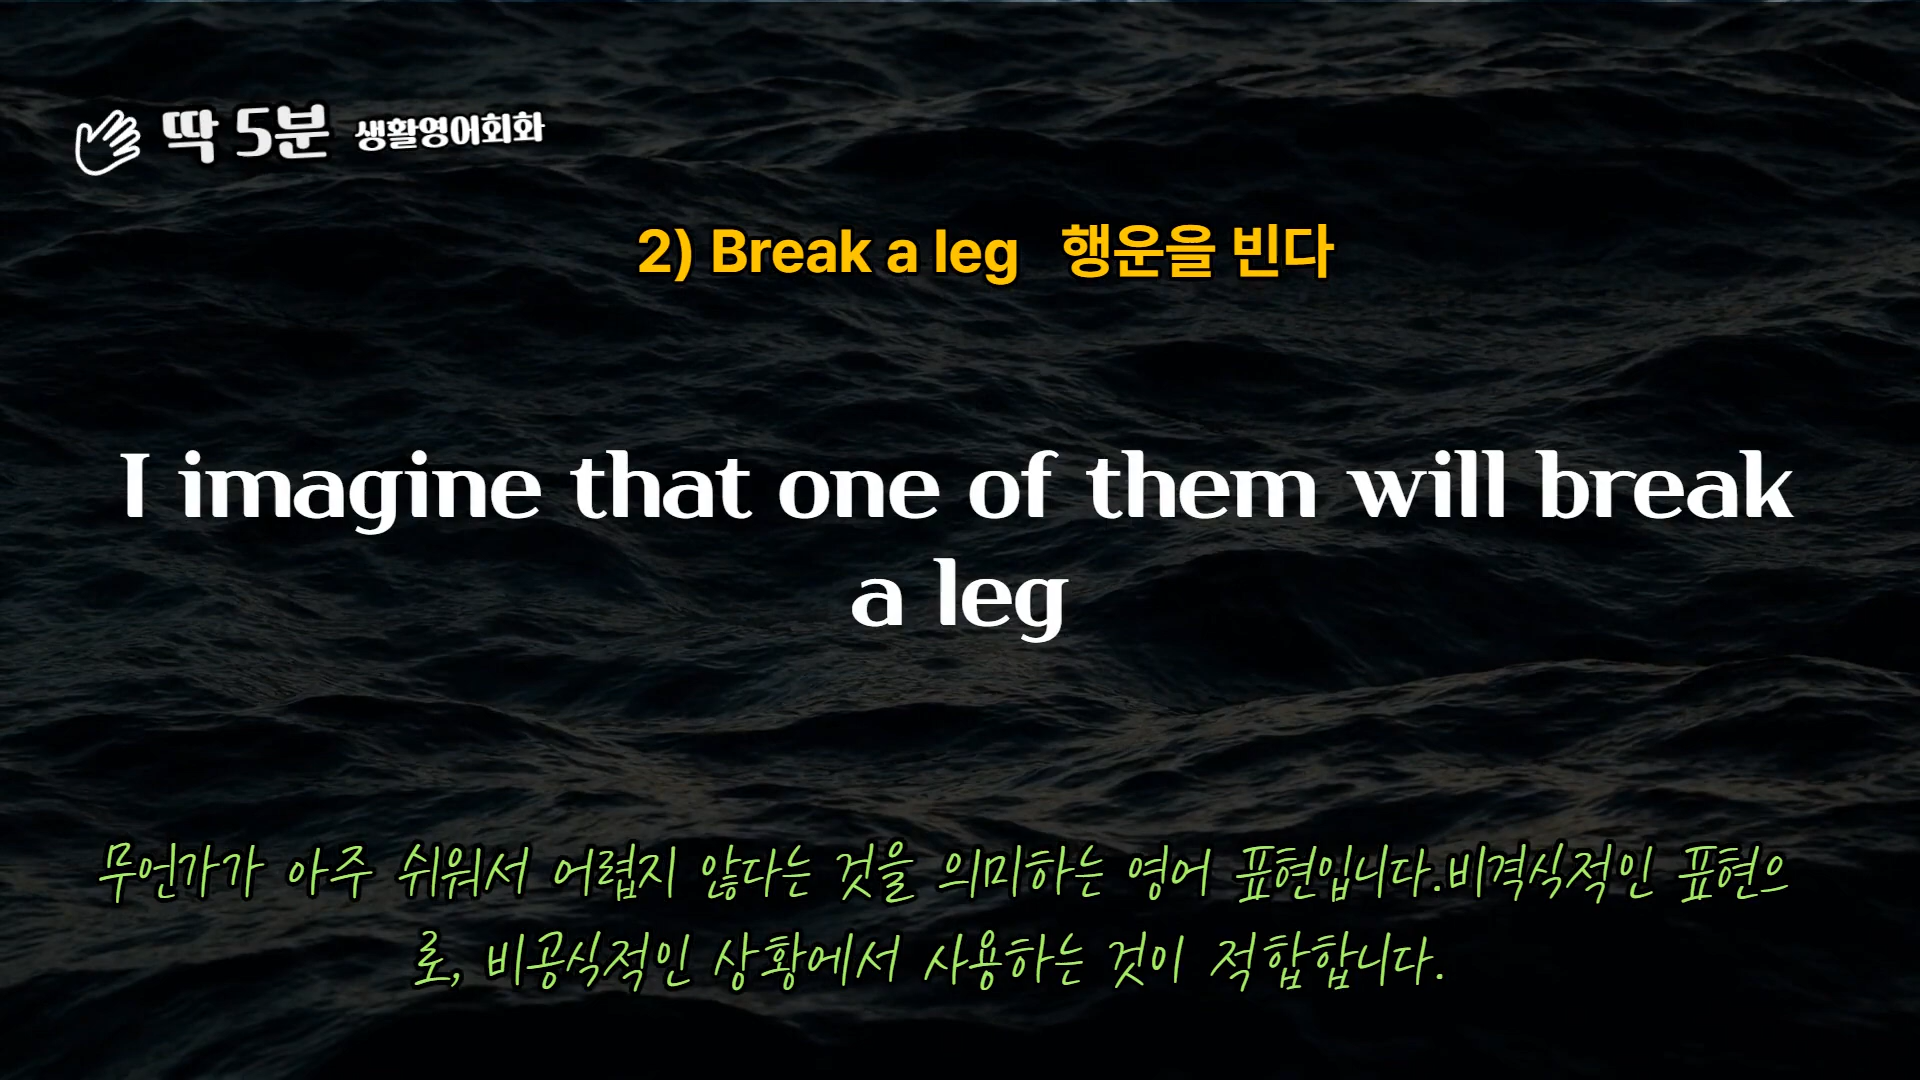 딱 5분 생활영어회화
2) Break a leg 행운을 빈다
I imagine that one of them will break
a leg
무언가가 아주 쉬워서 어렵지 않다는 것을 의미하는 영어 표현입니다.비격식적인 표현으
로, 비공식적인 상황에서 사용하는 것이 적합합니다.